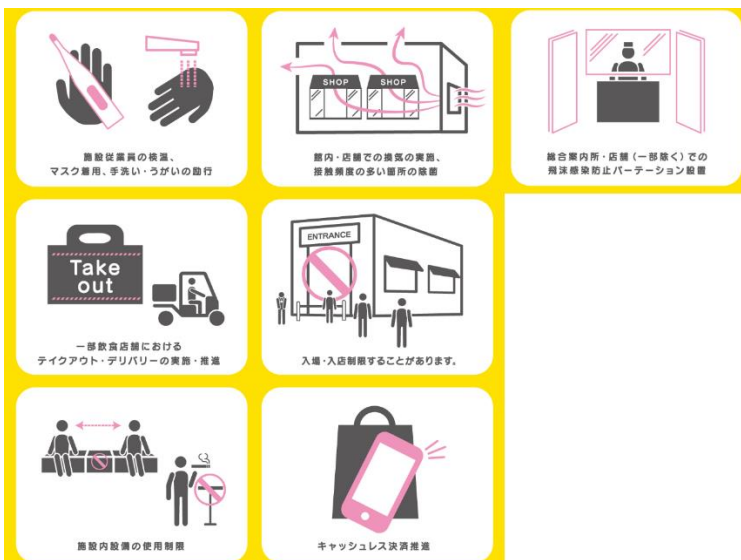 施設従業員の検温、
マスク着用、手洗い・うがいの励行
SHOP SHOP
館内・店舗での換気の実施、
接触頻度の多い箇所の除菌
総合案内所・店舗(一部除く)での
飛沫感染防止パーテーション設置
Take
out
一部飲食店舗における
テイクアウト・デリバリーの実施・推進
ENTRANCE
入場・入店制限することがあります。
施設内設備の使用制限
キャッシュレス決済推進